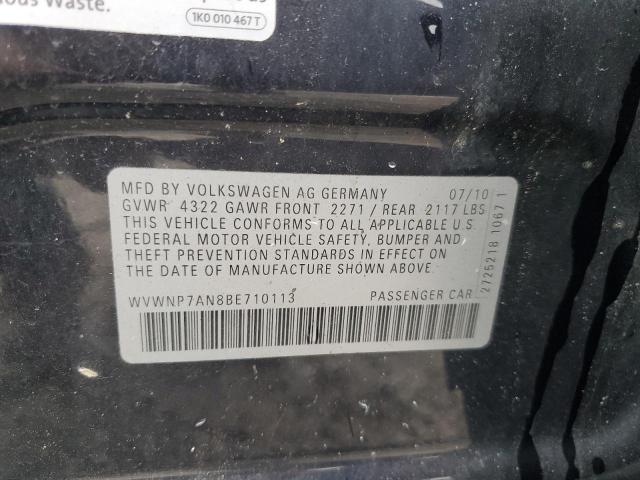 ous Waste.
1K0 010 467 T
MFD BY VOLKSWAGEN AG GERMANY 07/10
GVWR 4322 GAWR FRONT 2271 / REAR 2117 LBS
THIS VEHICLE CONFORMS TO ALL APPLICABLE U.S.
FEDERAL MOTOR VEHICLE SAFETY, BUMPER AND
THEFT PREVENTION STANDARDS IN EFFECT ON
THE DATE OF MANUFACTURE SHOWN ABOVE.
WVWNP7AN8BE710113 PASSENGER CAR
2725218 1067 1